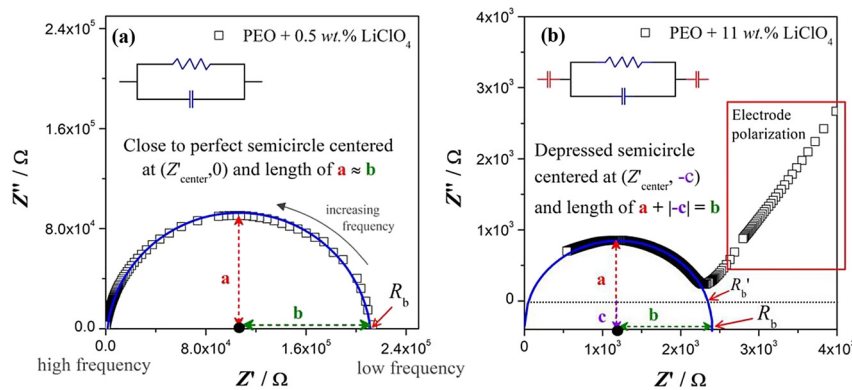 (a)
PEO + 0.5 wt.% LiClO4
Close to perfect semicircle centered
at (Z'center,0) and length of a ≈ b
increasing
frequency
a
b
Rb
2.4x10^5
1.6x10^5
8.0x10^4
0.0
Z'' / Ω
0.0
8.0x10^4
1.6x10^5
2.4x10^5
high frequency
Z' / Ω
low frequency
(b)
PEO + 11 wt.% LiClO4
Electrode
polarization
Depressed semicircle
centered at (Z'center, -c)
and length of a + |-c| = b
a
c
b
Rb'
Rb
4x10^3
3x10^3
2x10^3
1x10^3
0
Z'' / Ω
0
1x10^3
2x10^3
3x10^3
4x10^3
Z' / Ω